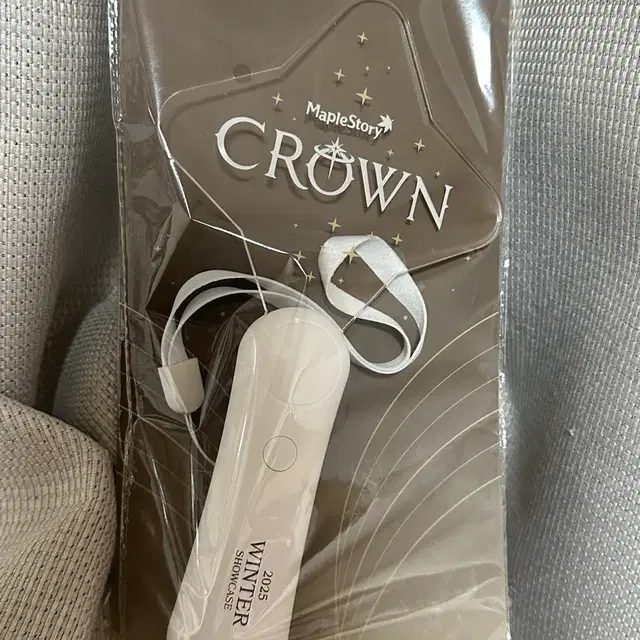 MapleStory
CROWN
2025
WINTER
SHOWCASE